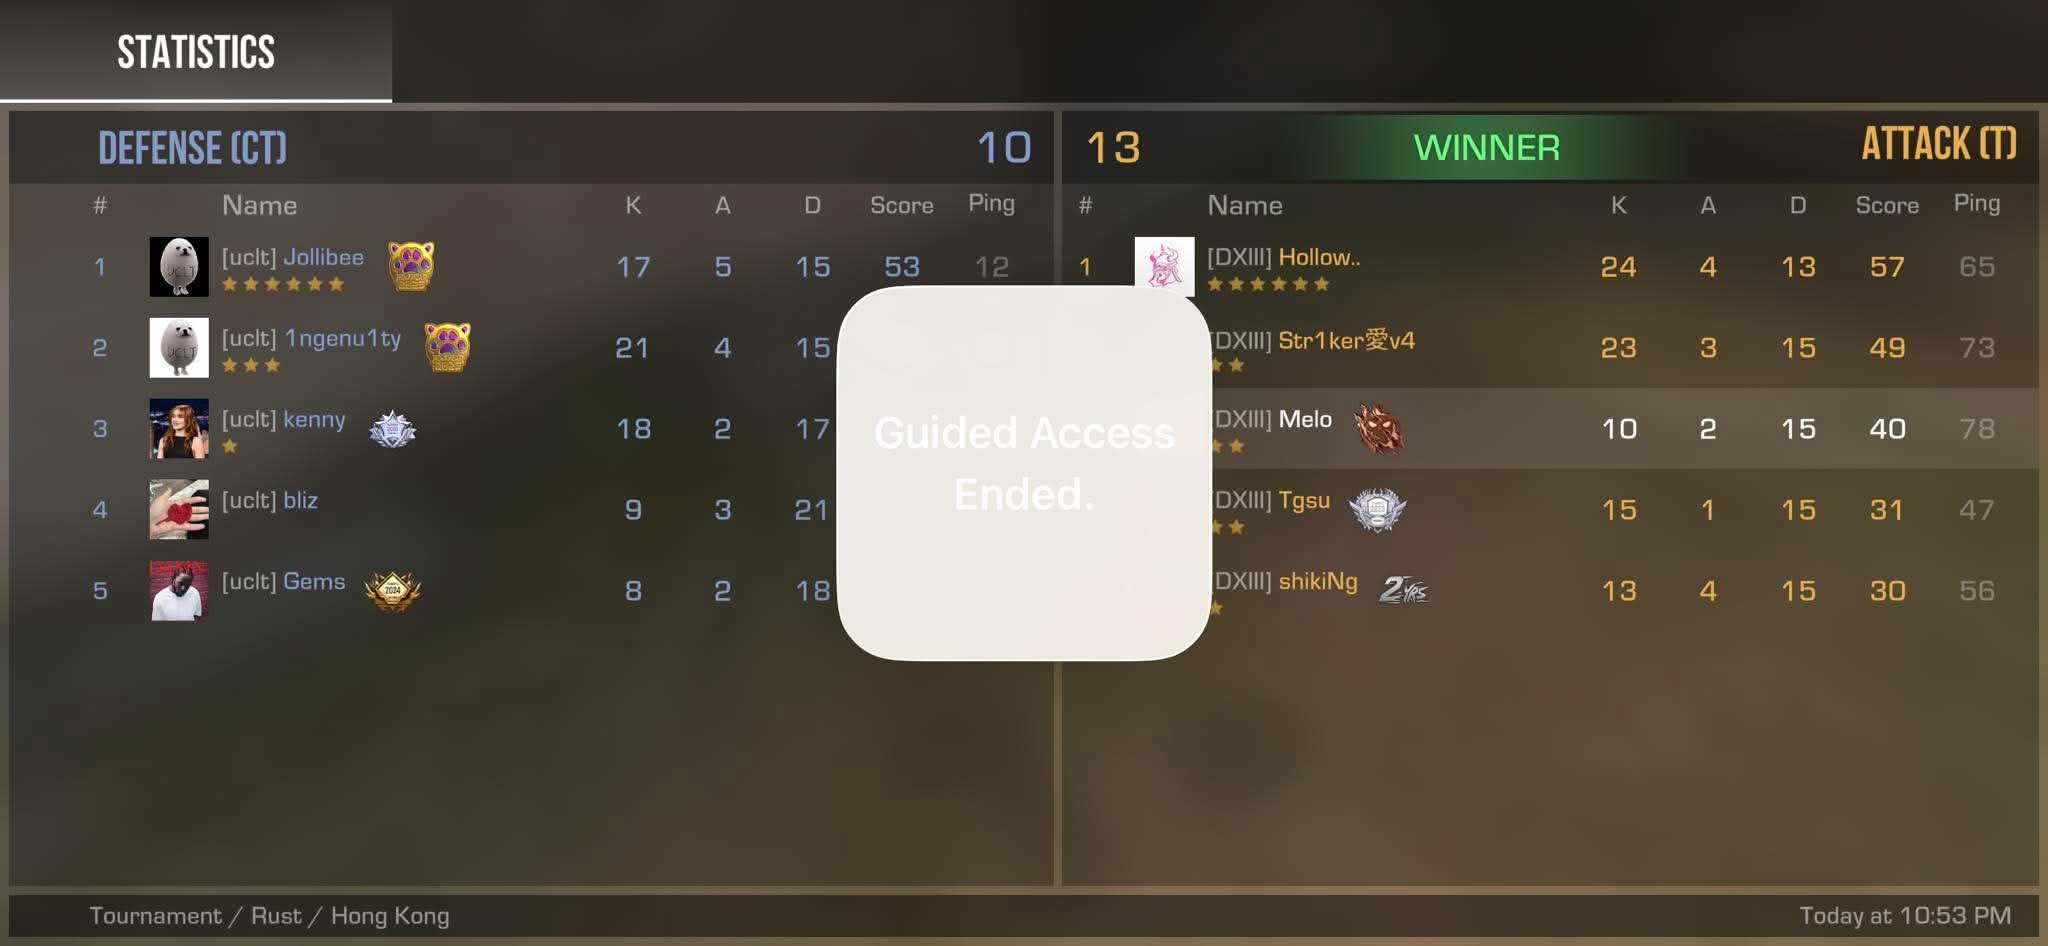 STATISTICS
DEFENSE (CT) 10
# Name K A D Score Ping
1 [uclt] Jollibee 17 5 15 53 12
UCLT
2 [uclt] 1ngenu1ty 21 4 15
UCLT
3 [uclt] kenny 18 2 17
4 [uclt] bliz 9 3 21
5 [uclt] Gems 2024 8 2 18
13 WINNER ATTACK (T)
# Name K A D Score Ping
1 [DXIII] Hollow.. 24 4 13 57 65
[DXIII] Str1ker愛v4 23 3 15 49 73
[DXIII] Melo 10 2 15 40 78
[DXIII] Tgsu 15 1 15 31 47
[DXIII] shikiNg 2 YRS 13 4 15 30 56
Guided Access
Ended.
Tournament / Rust / Hong Kong
Today at 10:53 PM